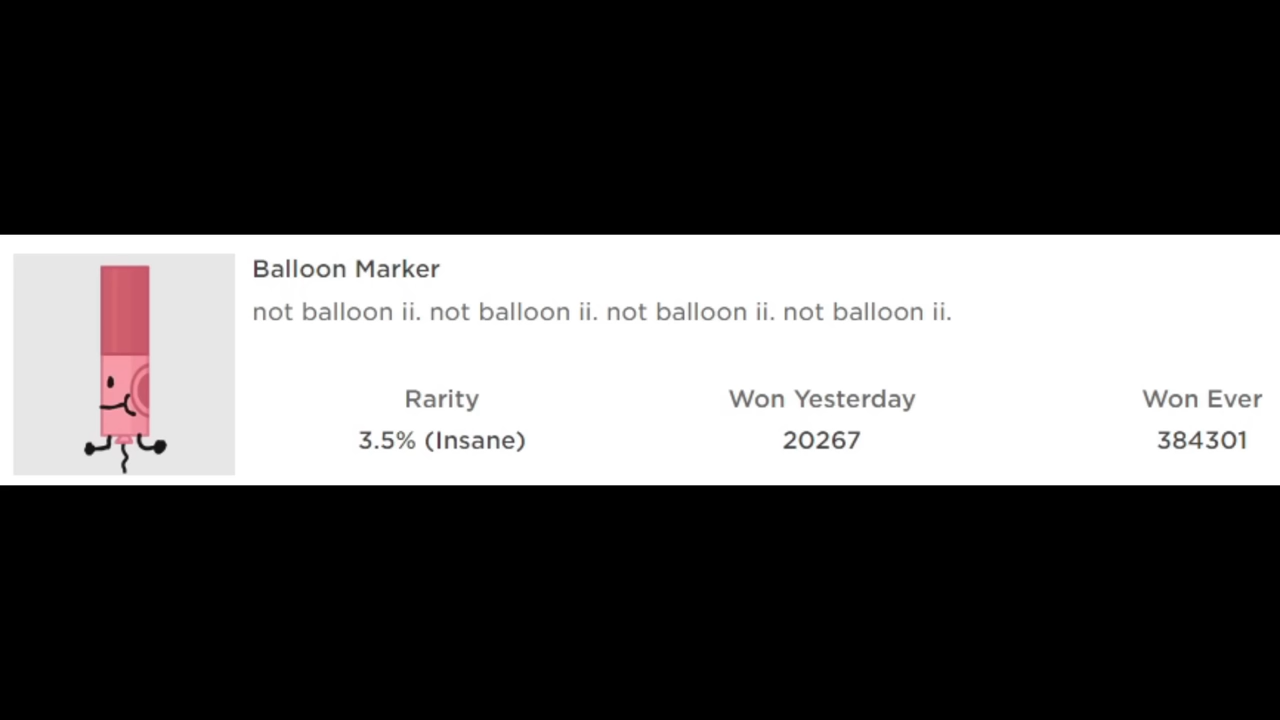 Balloon Marker
not balloon ii. not balloon ii. not balloon ii. not balloon ii.
Rarity Won Yesterday Won Ever
3.5% (Insane) 20267 384301